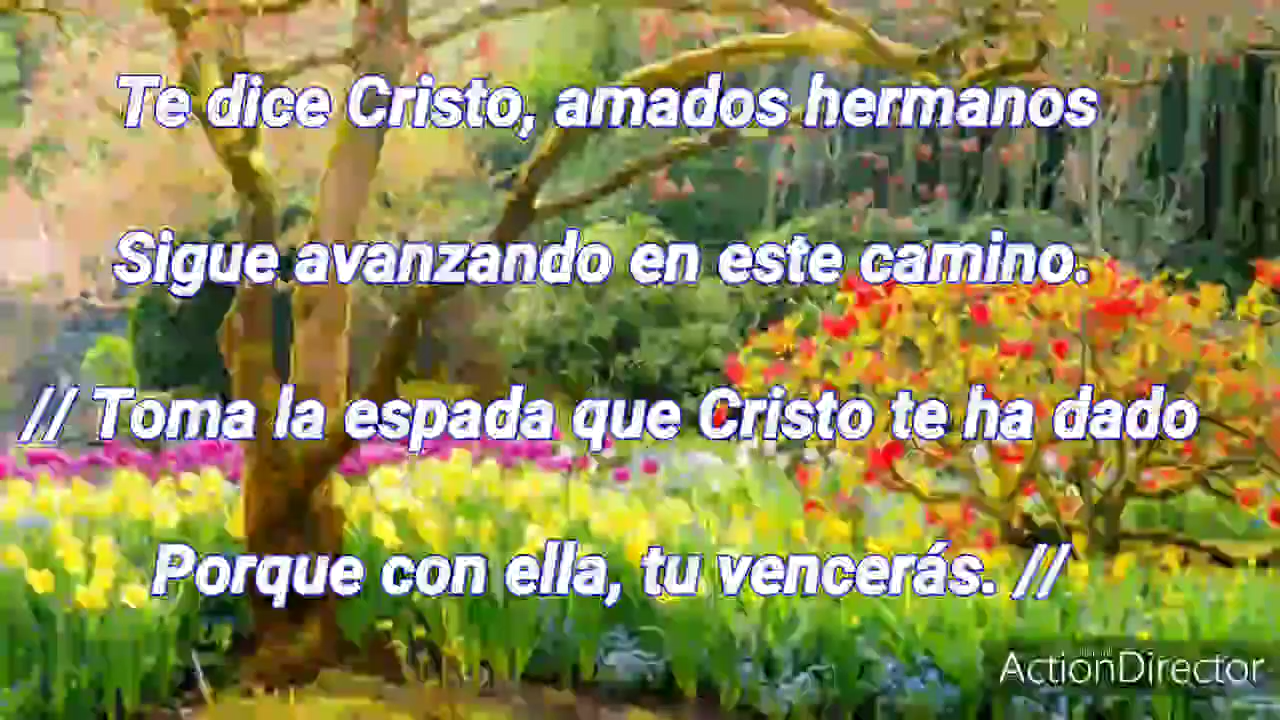 Te dice Cristo, amados hermanos
Sigue avanzando en este camino.
// Toma la espada que Cristo te ha dado
Porque con ella, tu vencerás. //
ActionDirector